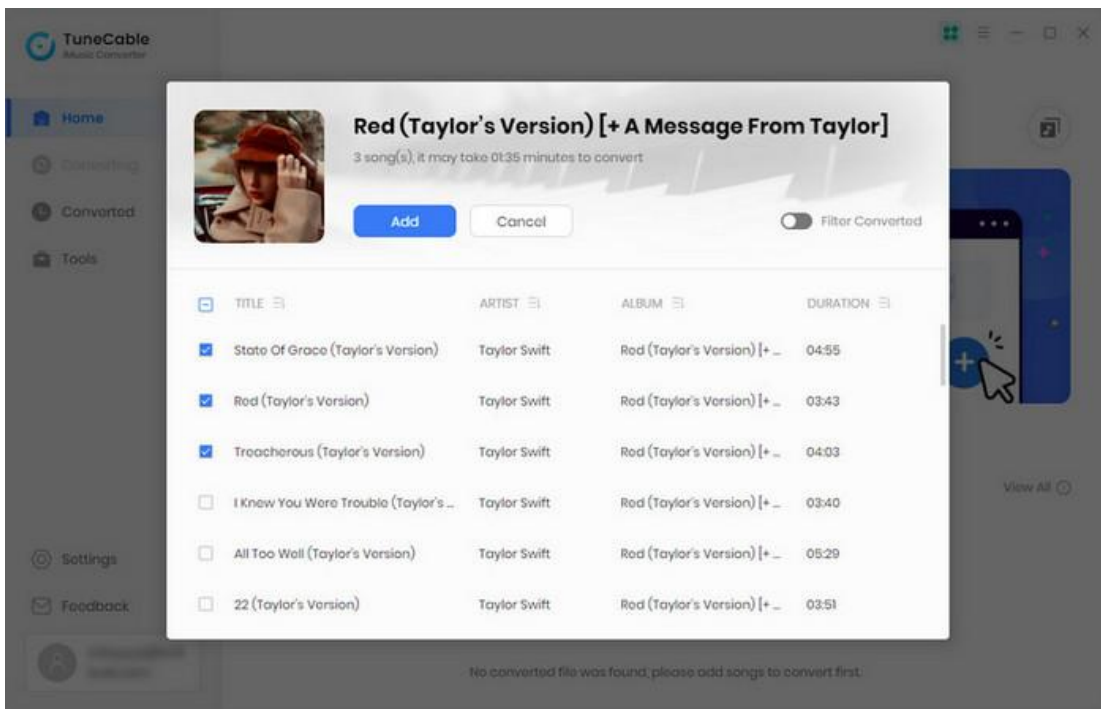 TuneCable
iMusic Converter
Home
Converting
Converted
Tools
Settings
Feedback
Red (Taylor's Version) [+ A Message From Taylor]
3 song(s), it may take 01:35 minutes to convert
Add Cancel Filter Converted
TITLE ARTIST ALBUM DURATION
State Of Grace (Taylor's Version) Taylor Swift Red (Taylor's Version) [+ ... 04:55
Red (Taylor's Version) Taylor Swift Red (Taylor's Version) [+ ... 03:43
Treacherous (Taylor's Version) Taylor Swift Red (Taylor's Version) [+ ... 04:03
I Knew You Were Trouble (Taylor's ... Taylor Swift Red (Taylor's Version) [+ ... 03:40
All Too Well (Taylor's Version) Taylor Swift Red (Taylor's Version) [+ ... 05:29
22 (Taylor's Version) Taylor Swift Red (Taylor's Version) [+ ... 03:51
View All
No converted file was found, please add songs to convert first.